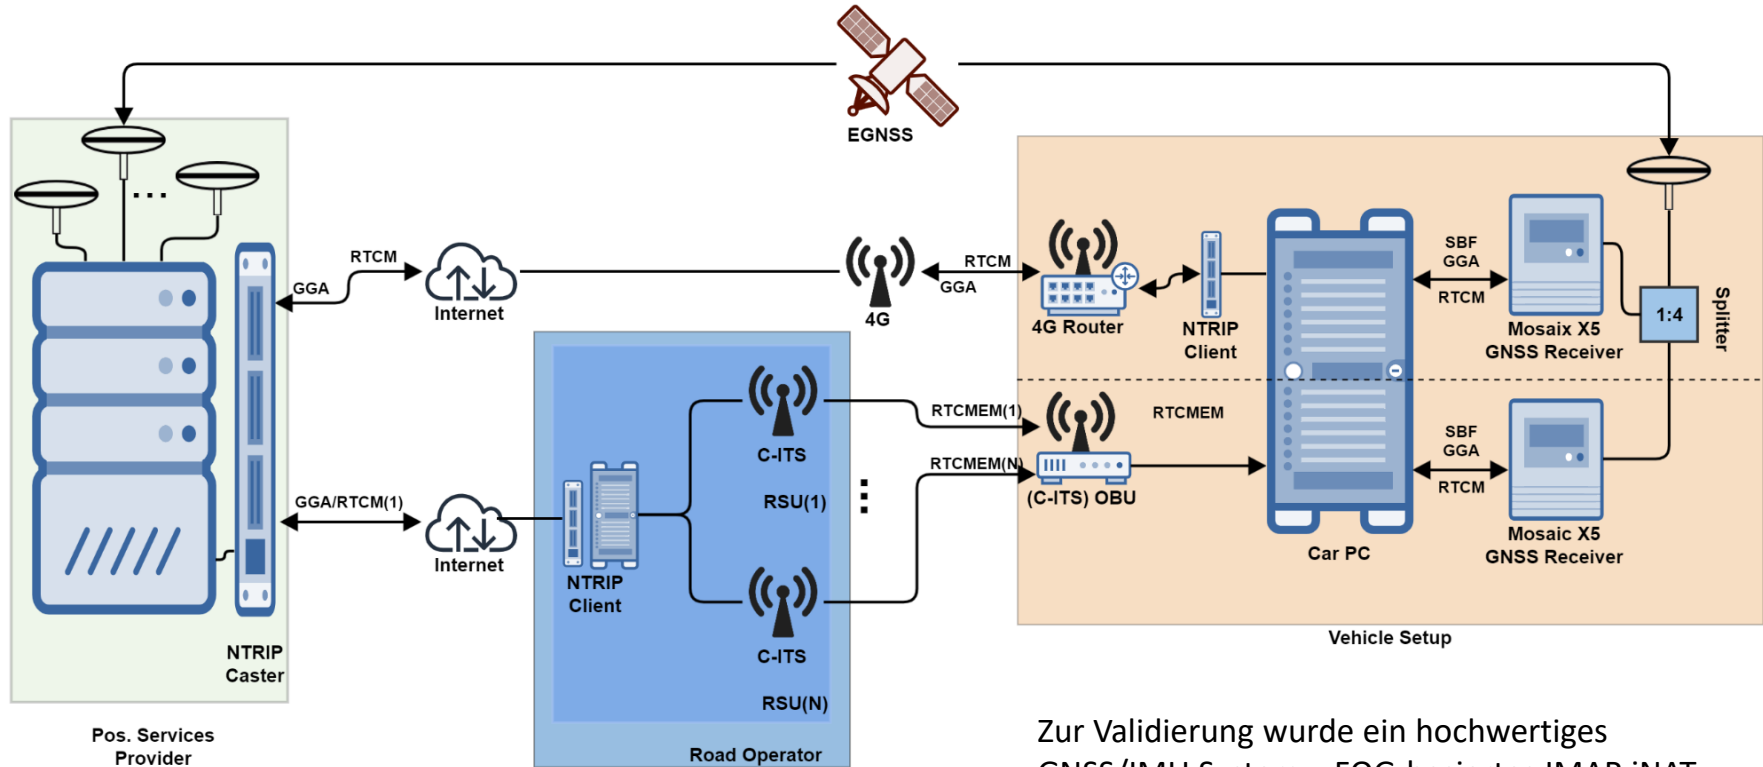 EGNSS
RTCM
GGA
Internet
4G
RTCM
GGA
4G Router
NTRIP
Client
SBF
GGA
RTCM
Mosaix X5
GNSS Receiver
1:4
Splitter
GGA/RTCM(1)
Internet
NTRIP
Client
C-ITS
RSU(1)
C-ITS
RSU(N)
Road Operator
RTCMEM(1)
RTCMEM(N)
RTCMEM
(C-ITS) OBU
Car PC
SBF
GGA
RTCM
Mosaic X5
GNSS Receiver
Vehicle Setup
NTRIP
Caster
Pos. Services
Provider
Zur Validierung wurde ein hochwertiges